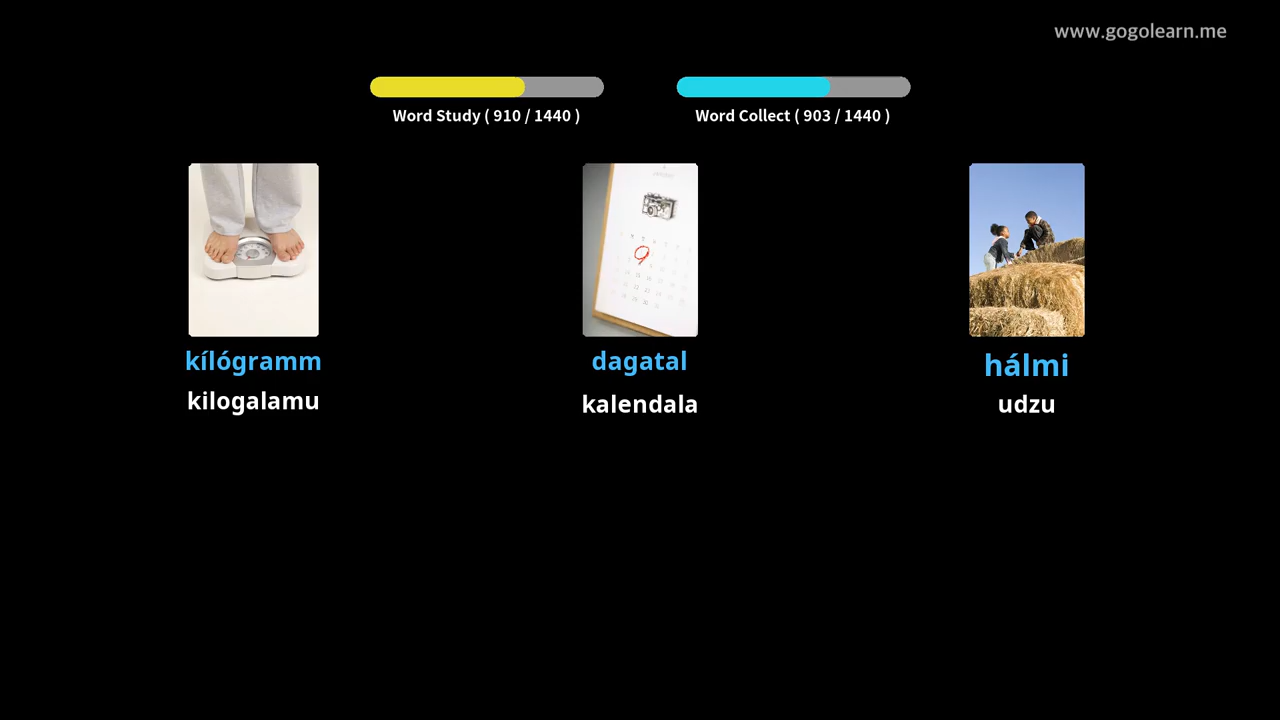 www.gogolearn.me
Word Study ( 910 / 1440 )
Word Collect ( 903 / 1440 )
kílógramm
dagatal
hálmi
kilogalamu
kalendala
udzu